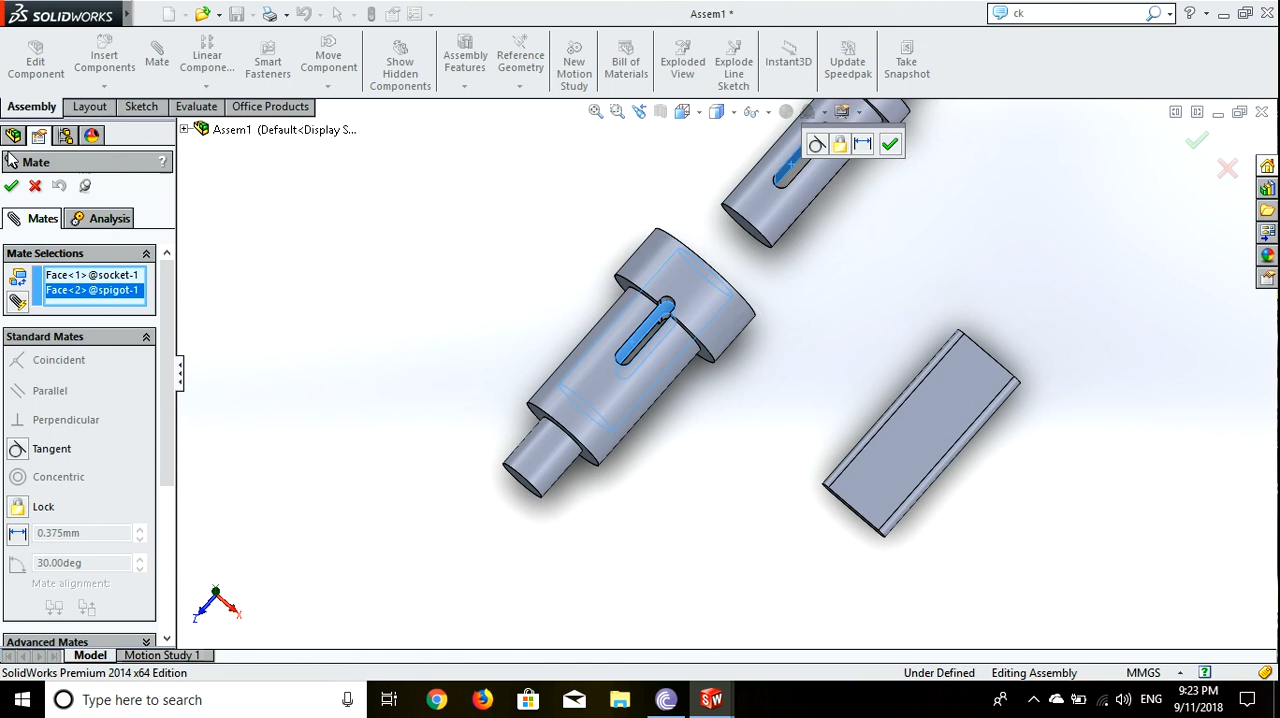 SOLIDWORKS
Assem1 *
ck
Edit Component
Insert Components
Mate
Linear Compone...
Smart Fasteners
Move Component
Show Hidden Components
Assembly Features
Reference Geometry
New Motion Study
Bill of Materials
Exploded View
Explode Line Sketch
Instant3D
Update Speedpak
Take Snapshot
Assembly
Layout
Sketch
Evaluate
Office Products
Assem1 (Default<Display S...
Mate
?
Mates
Analysis
Mate Selections
Face<1>@socket-1
Face<2>@spigot-1
Standard Mates
Coincident
Parallel
Perpendicular
Tangent
Concentric
Lock
0.375mm
30.00deg
Mate alignment:
Advanced Mates
Y
Z
X
Model
Motion Study 1
SolidWorks Premium 2014 x64 Edition
Under Defined
Editing Assembly
MMGS
?
Type here to search
SW
ENG
9:23 PM
9/11/2018